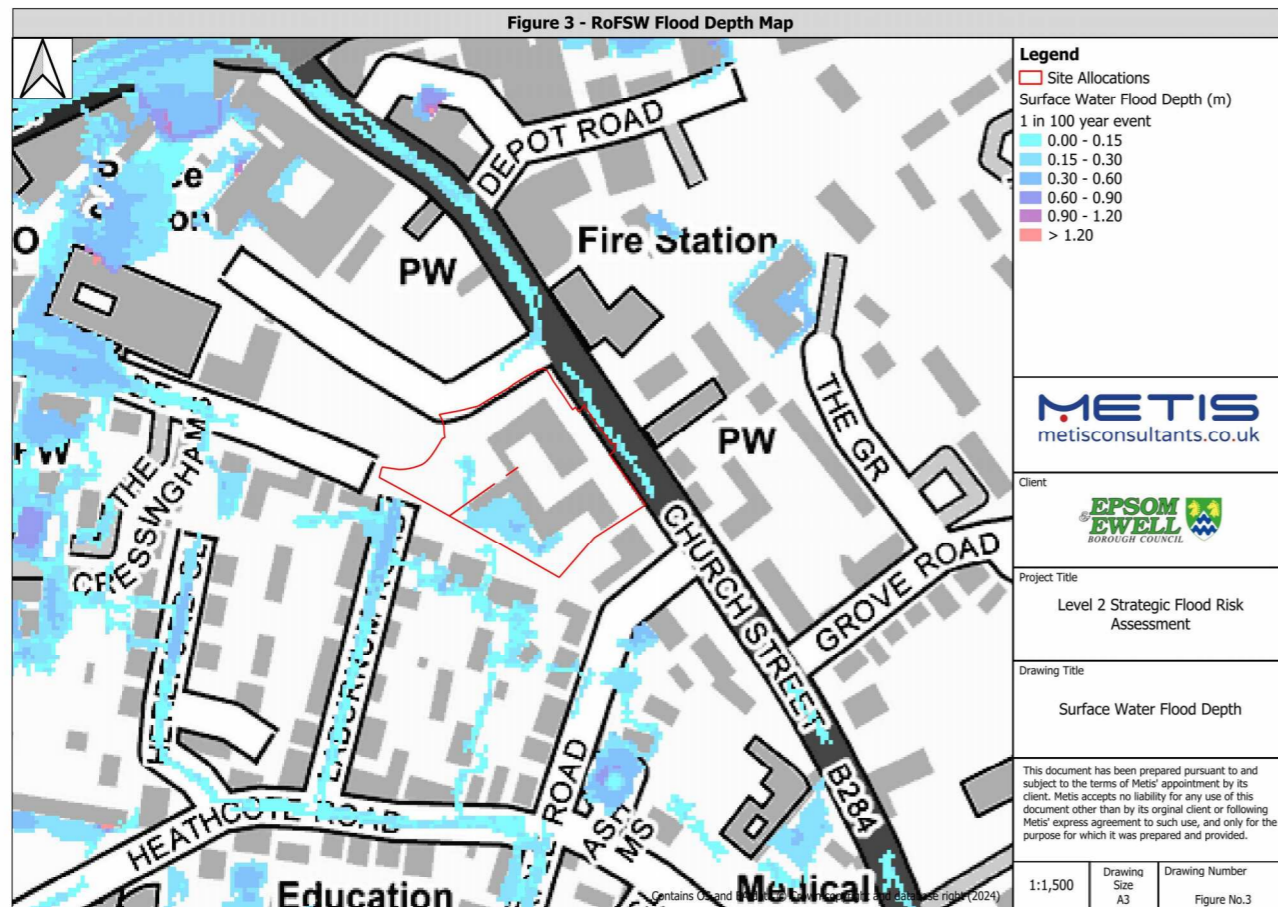 Figure 3 - RoFSW Flood Depth Map
Legend
Site Allocations
Surface Water Flood Depth (m)
1 in 100 year event
0.00 - 0.15
0.15 - 0.30
0.30 - 0.60
0.60 - 0.90
0.90 - 1.20
> 1.20
METIS
metisconsultants.co.uk
Client
EPSOM
& EWELL
BOROUGH COUNCIL
Project Title
Level 2 Strategic Flood Risk
Assessment
Drawing Title
Surface Water Flood Depth
This document has been prepared pursuant to and
subject to the terms of Metis' appointment by its
client. Metis accepts no liability for any use of this
document other than by its orginal client or following
Metis' express agreement to such use, and only for the
purpose for which it was prepared and provided.
1:1,500
Drawing
Size
A3
Drawing Number
Figure No.3
DEPOT ROAD
Fire Station
PW
PW
THE GR
GROVE ROAD
CHURCH STREET
B284
THE
CRESSINGHAM
LABURNUM ROAD
HEATHCOTE ROAD
ROAD
ASH
MS
Education
Medical
Contains OS and
right (2024)